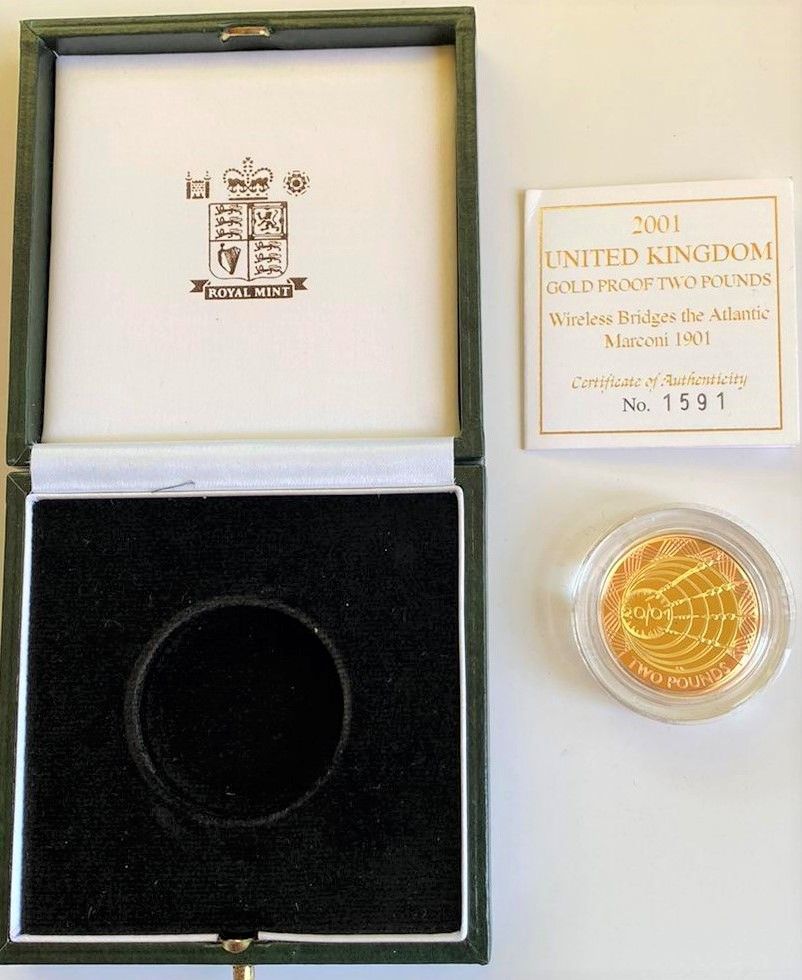 ROYAL MINT
2001
UNITED KINGDOM
GOLD PROOF TWO POUNDS
Wireless Bridges the Atlantic
Marconi 1901
Certificate of Authenticity
No. 1591
20/01
TWO POUNDS